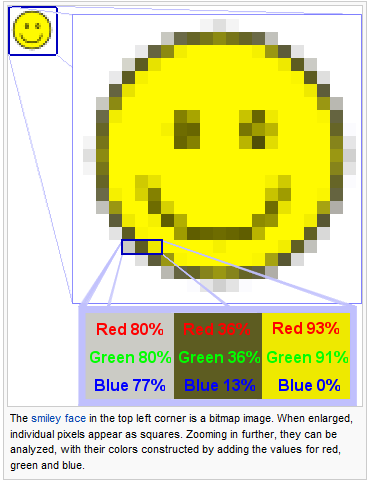 Red 80% Red 36% Red 93%
Green 80% Green 36% Green 91%
Blue 77% Blue 13% Blue 0%
The smiley face in the top left corner is a bitmap image. When enlarged,
individual pixels appear as squares. Zooming in further, they can be
analyzed, with their colors constructed by adding the values for red,
green and blue.